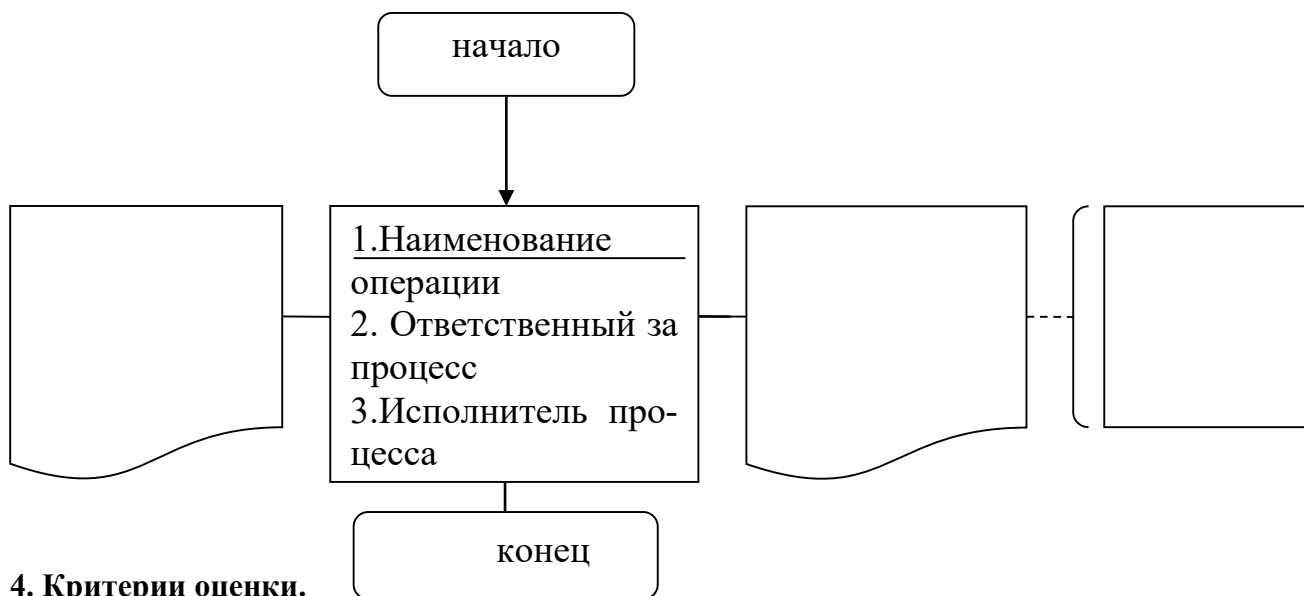 начало
1.Наименование
операции
2. Ответственный за
процесс
3.Исполнитель про-
цесса
конец
4. Критерии оценки.